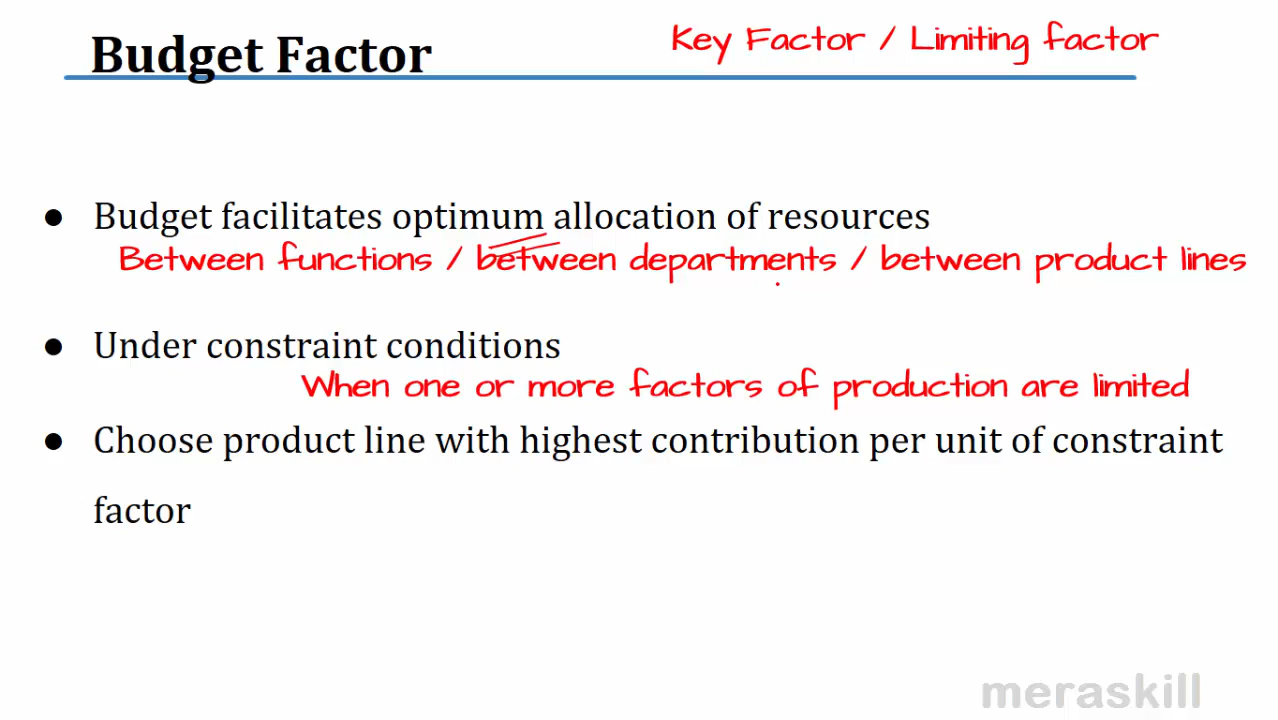 Budget Factor
Key Factor / Limiting factor
● Budget facilitates optimum allocation of resources
Between functions / between departments / between product lines
● Under constraint conditions
When one or more factors of production are limited
● Choose product line with highest contribution per unit of constraint
factor
meraskill